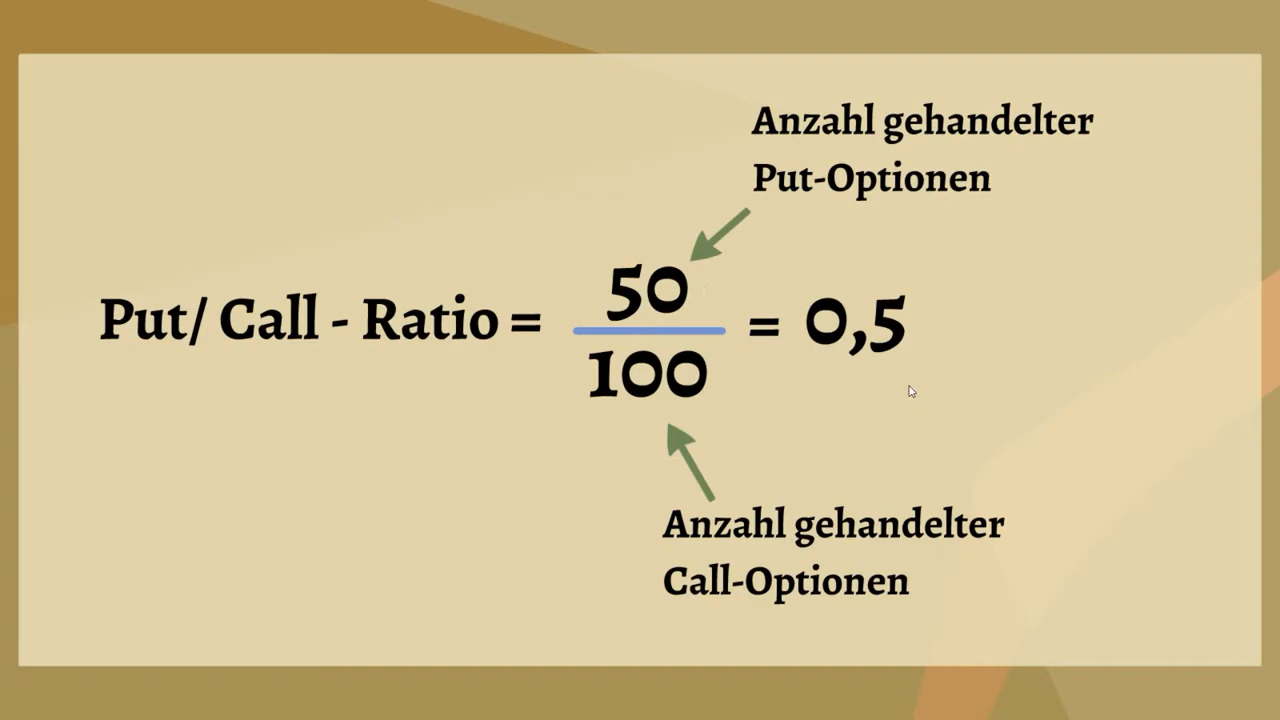 Anzahl gehandelter
Put-Optionen
Put/ Call - Ratio = 50 / 100 = 0,5
Anzahl gehandelter
Call-Optionen